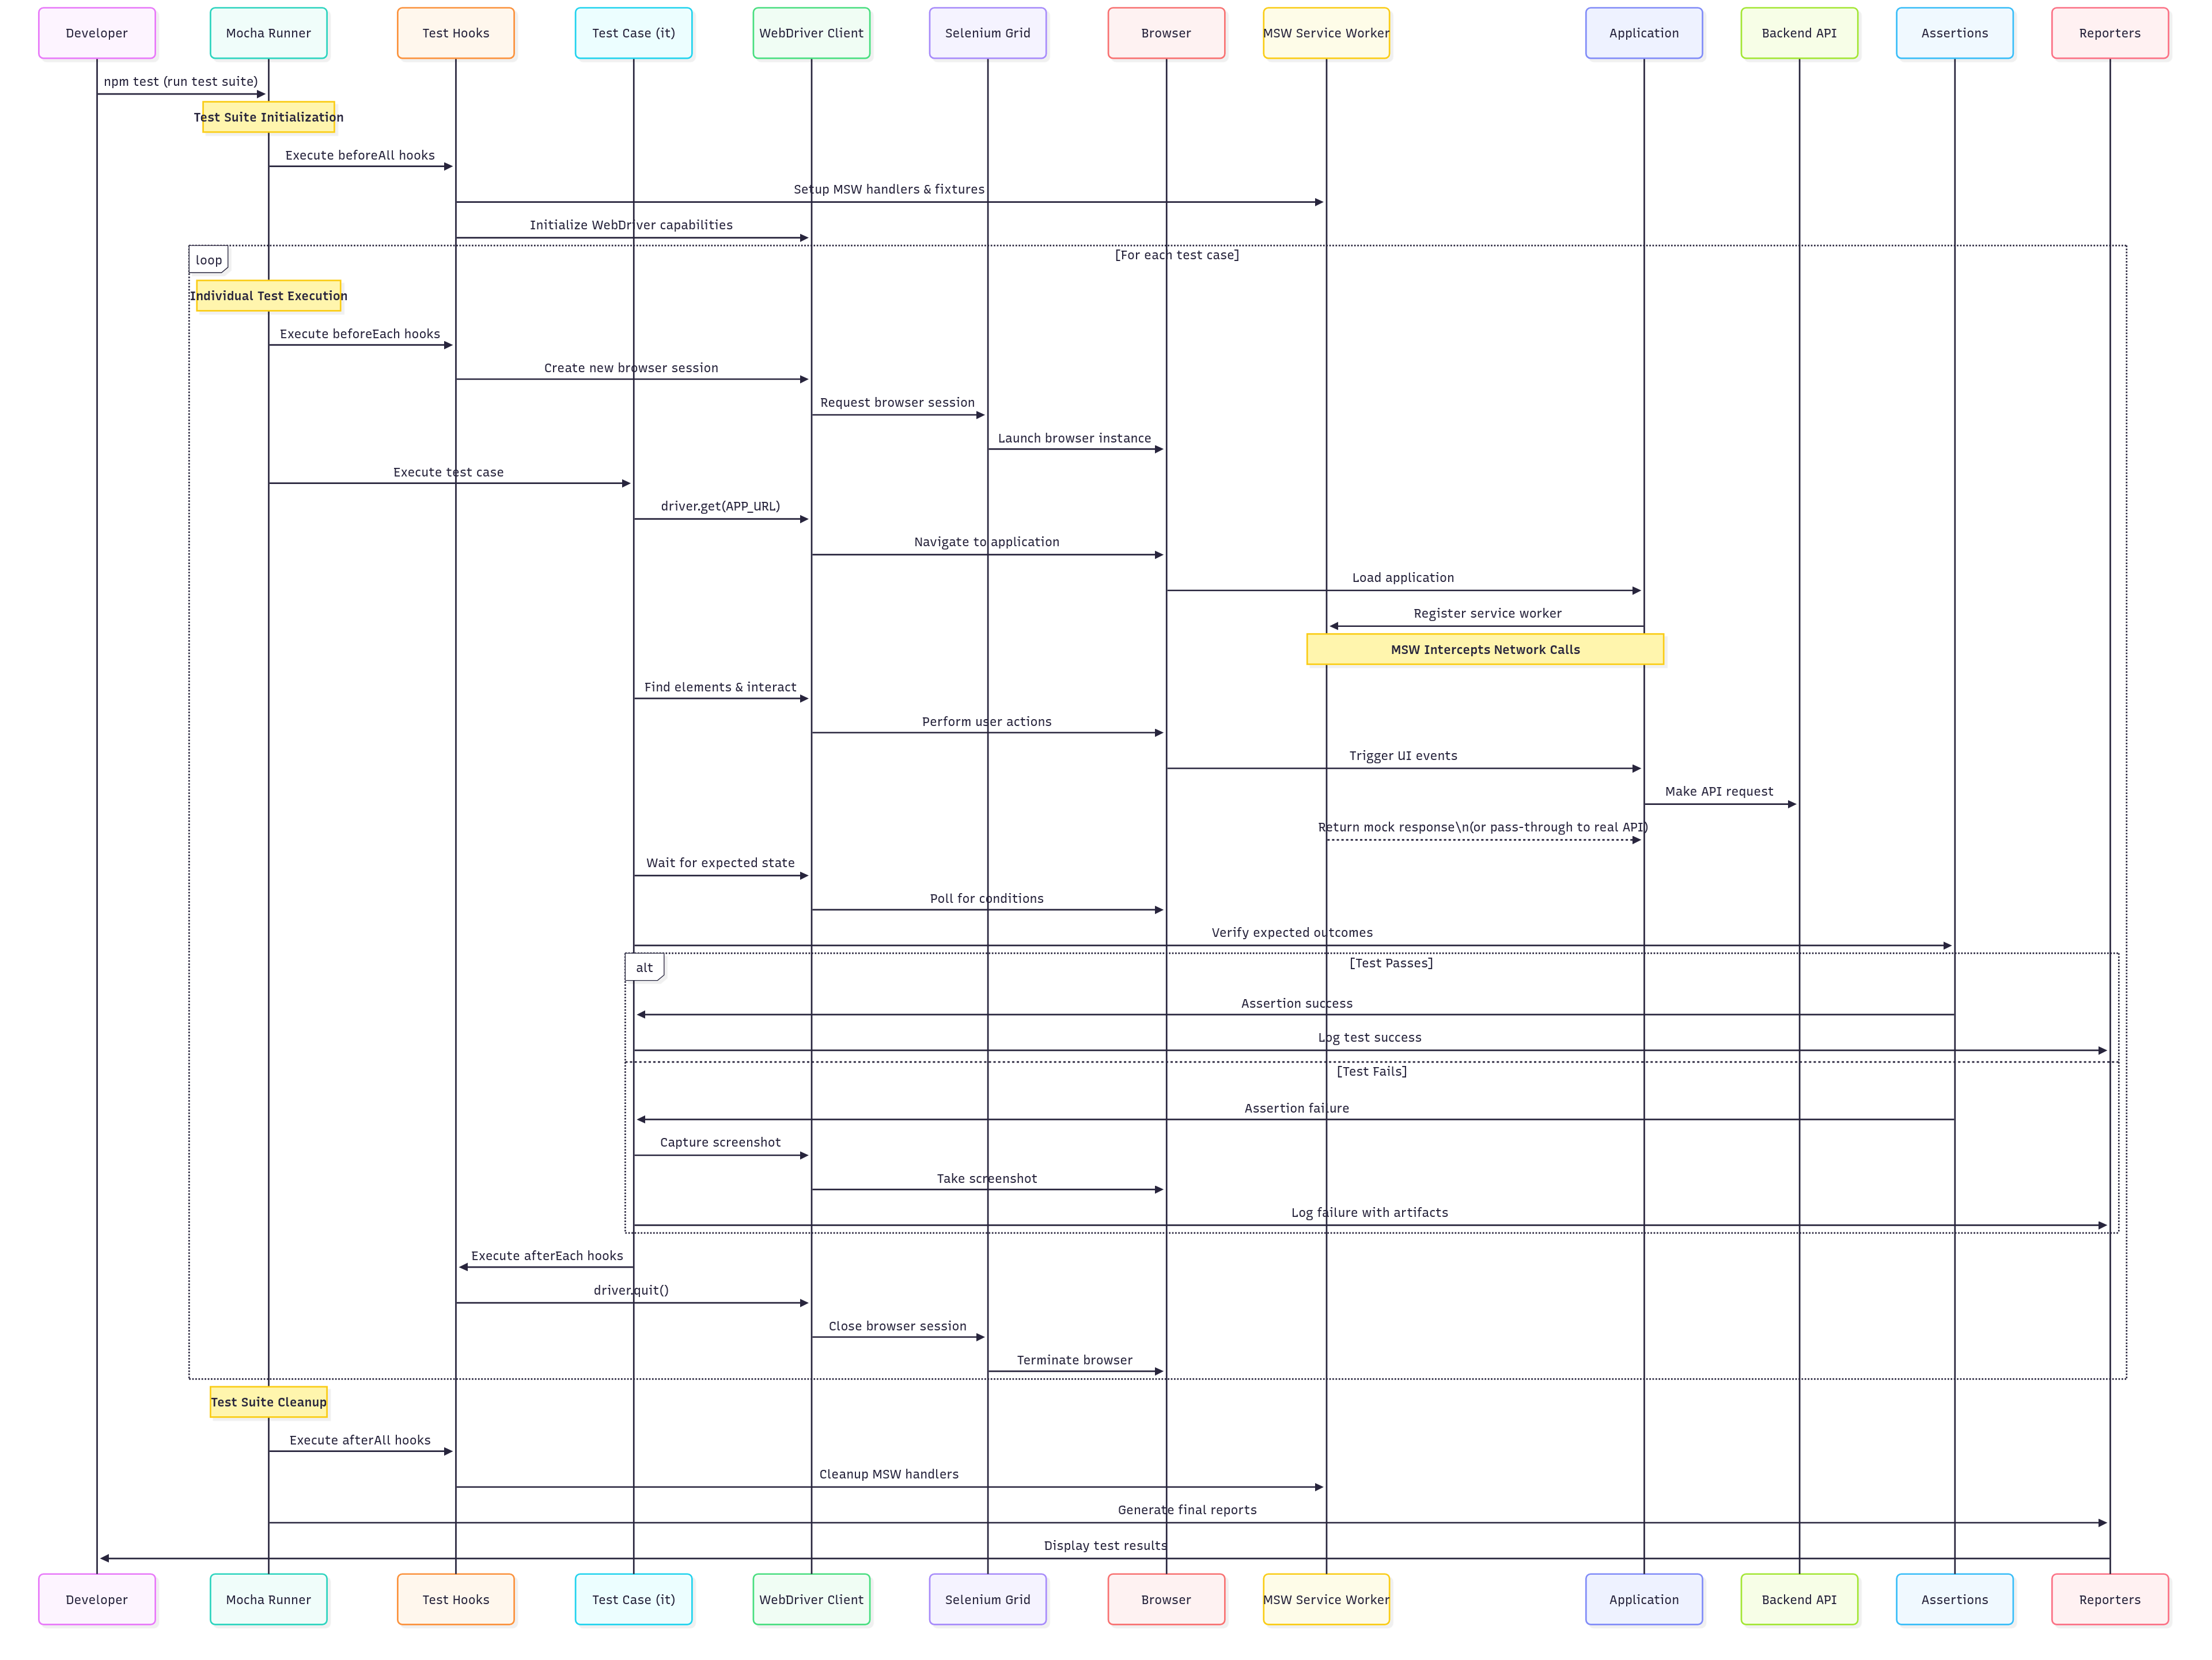 Developer
Mocha Runner
Test Hooks
Test Case (it)
WebDriver Client
Selenium Grid
Browser
MSW Service Worker
Application
Backend API
Assertions
Reporters
npm test (run test suite)
Test Suite Initialization
Execute beforeAll hooks
Setup MSW handlers & fixtures
Initialize WebDriver capabilities
loop
[For each test case]
Individual Test Execution
Execute beforeEach hooks
Create new browser session
Request browser session
Launch browser instance
Execute test case
driver.get(APP_URL)
Navigate to application
Load application
Register service worker
MSW Intercepts Network Calls
Find elements & interact
Perform user actions
Trigger UI events
Make API request
Return mock response\n(or pass-through to real API)
Wait for expected state
Poll for conditions
Verify expected outcomes
alt
[Test Passes]
Assertion success
Log test success
[Test Fails]
Assertion failure
Capture screenshot
Take screenshot
Log failure with artifacts
Execute afterEach hooks
driver.quit()
Close browser session
Terminate browser
Test Suite Cleanup
Execute afterAll hooks
Cleanup MSW handlers
Generate final reports
Display test results
Developer
Mocha Runner
Test Hooks
Test Case (it)
WebDriver Client
Selenium Grid
Browser
MSW Service Worker
Application
Backend API
Assertions
Reporters